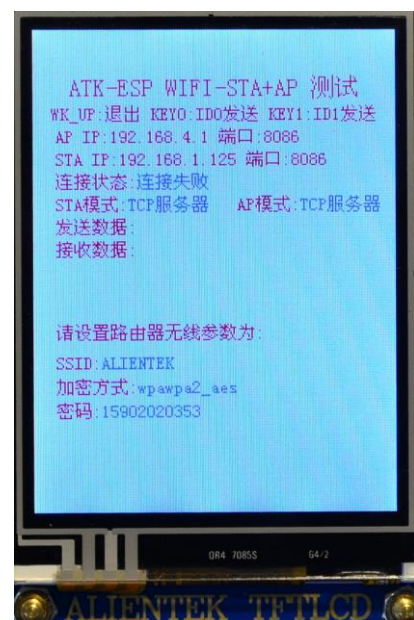 ATK-ESP WIFI-STA+AP 测试
WK_UP:退出 KEY0:ID0发送 KEY1:ID1发送
AP IP:192.168.4.1 端口:8086
STA IP:192.168.1.125 端口:8086
连接状态:连接失败
STA模式:TCP服务器 AP模式:TCP服务器
发送数据:
接收数据:
请设置路由器无线参数为:
SSID:ALIENTEK
加密方式:wpawpa2_aes
密码:15902020353
QR4 7085S G4/2
ALIENTEK TFTLCD